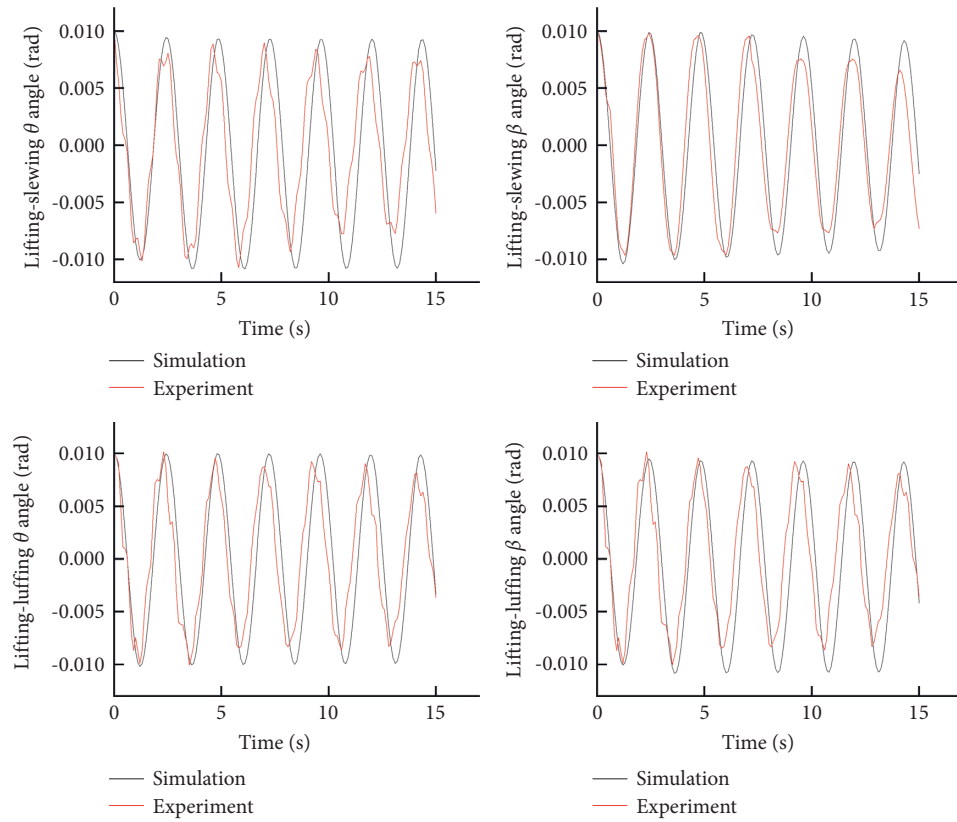 Lifting-slewing θ angle (rad)
0.010
0.005
0.000
-0.005
-0.010
0
5
10
15
Time (s)
Simulation
Experiment
Lifting-slewing β angle (rad)
0.010
0.005
0.000
-0.005
-0.010
0
5
10
15
Time (s)
Simulation
Experiment
Lifting-luffing θ angle (rad)
0.010
0.005
0.000
-0.005
-0.010
0
5
10
15
Time (s)
Simulation
Experiment
Lifting-luffing β angle (rad)
0.010
0.005
0.000
-0.005
-0.010
0
5
10
15
Time (s)
Simulation
Experiment